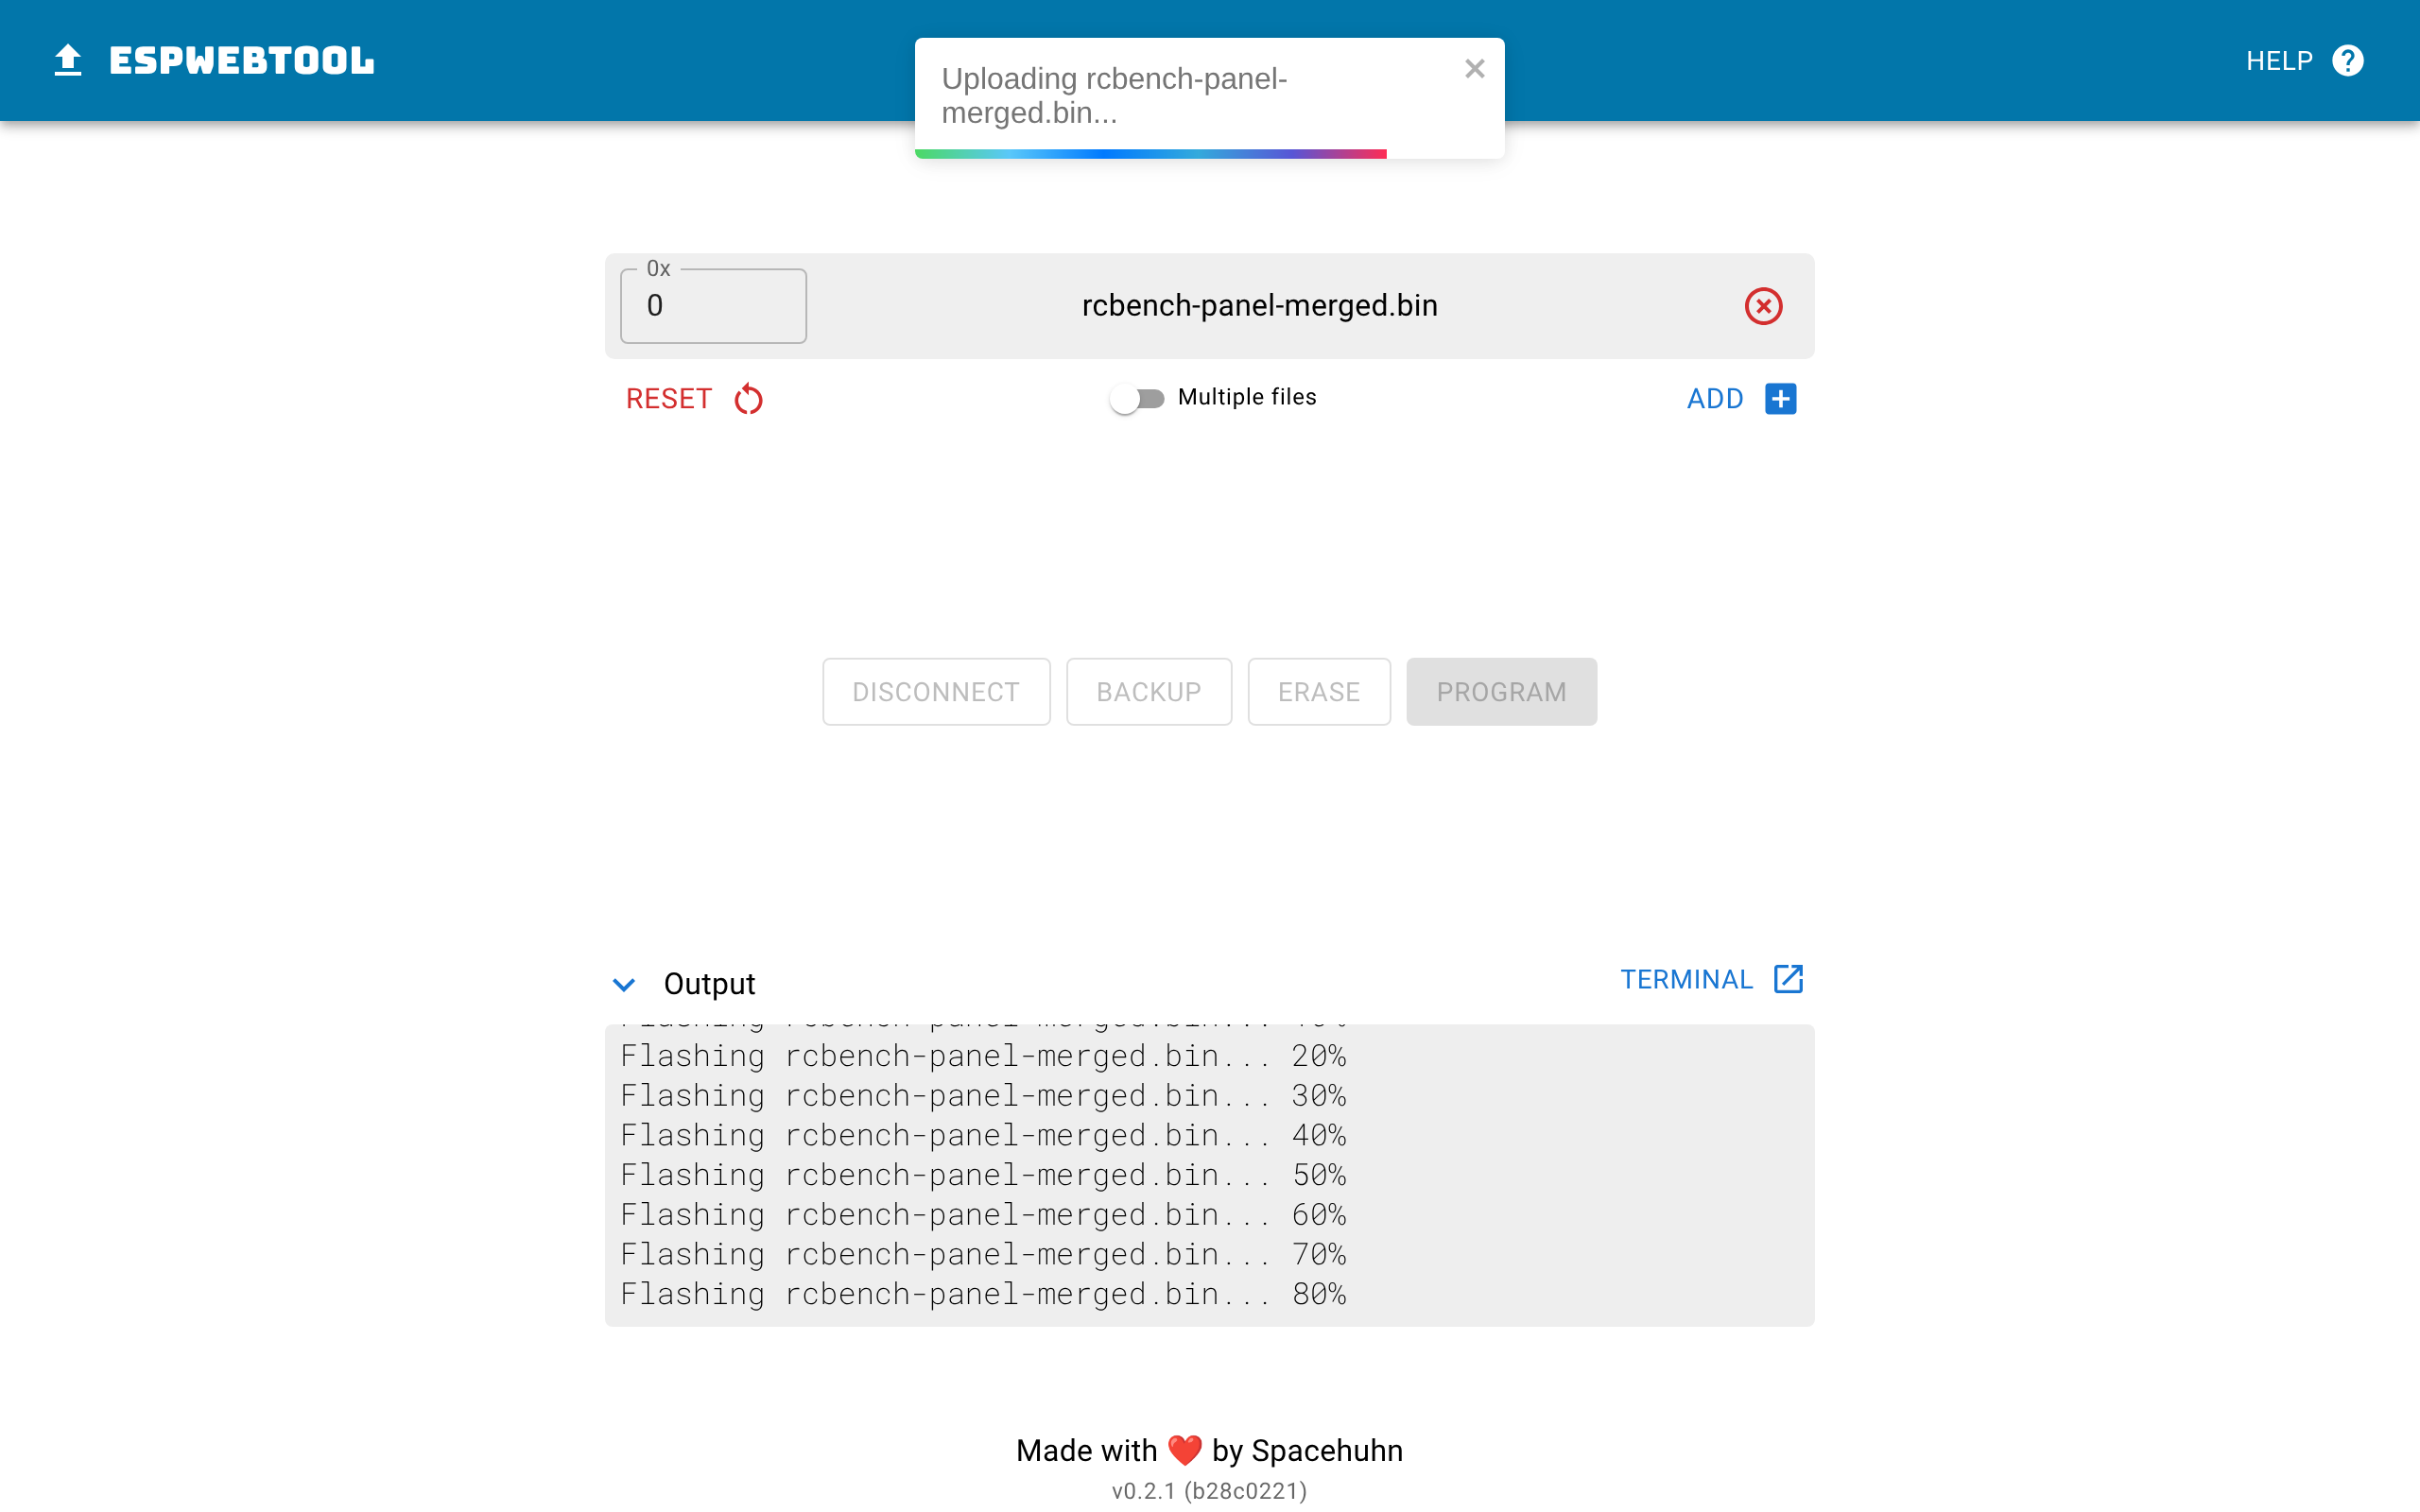 ESPWEBTOOL
Uploading rcbench-panel-
merged.bin...
HELP
0x
0
rcbench-panel-merged.bin
RESET
Multiple files
ADD
DISCONNECT
BACKUP
ERASE
PROGRAM
Output
TERMINAL
Flashing rcbench-panel-merged.bin... 20%
Flashing rcbench-panel-merged.bin... 30%
Flashing rcbench-panel-merged.bin... 40%
Flashing rcbench-panel-merged.bin... 50%
Flashing rcbench-panel-merged.bin... 60%
Flashing rcbench-panel-merged.bin... 70%
Flashing rcbench-panel-merged.bin... 80%
Made with ❤️ by Spacehuhn
v0.2.1 (b28c0221)